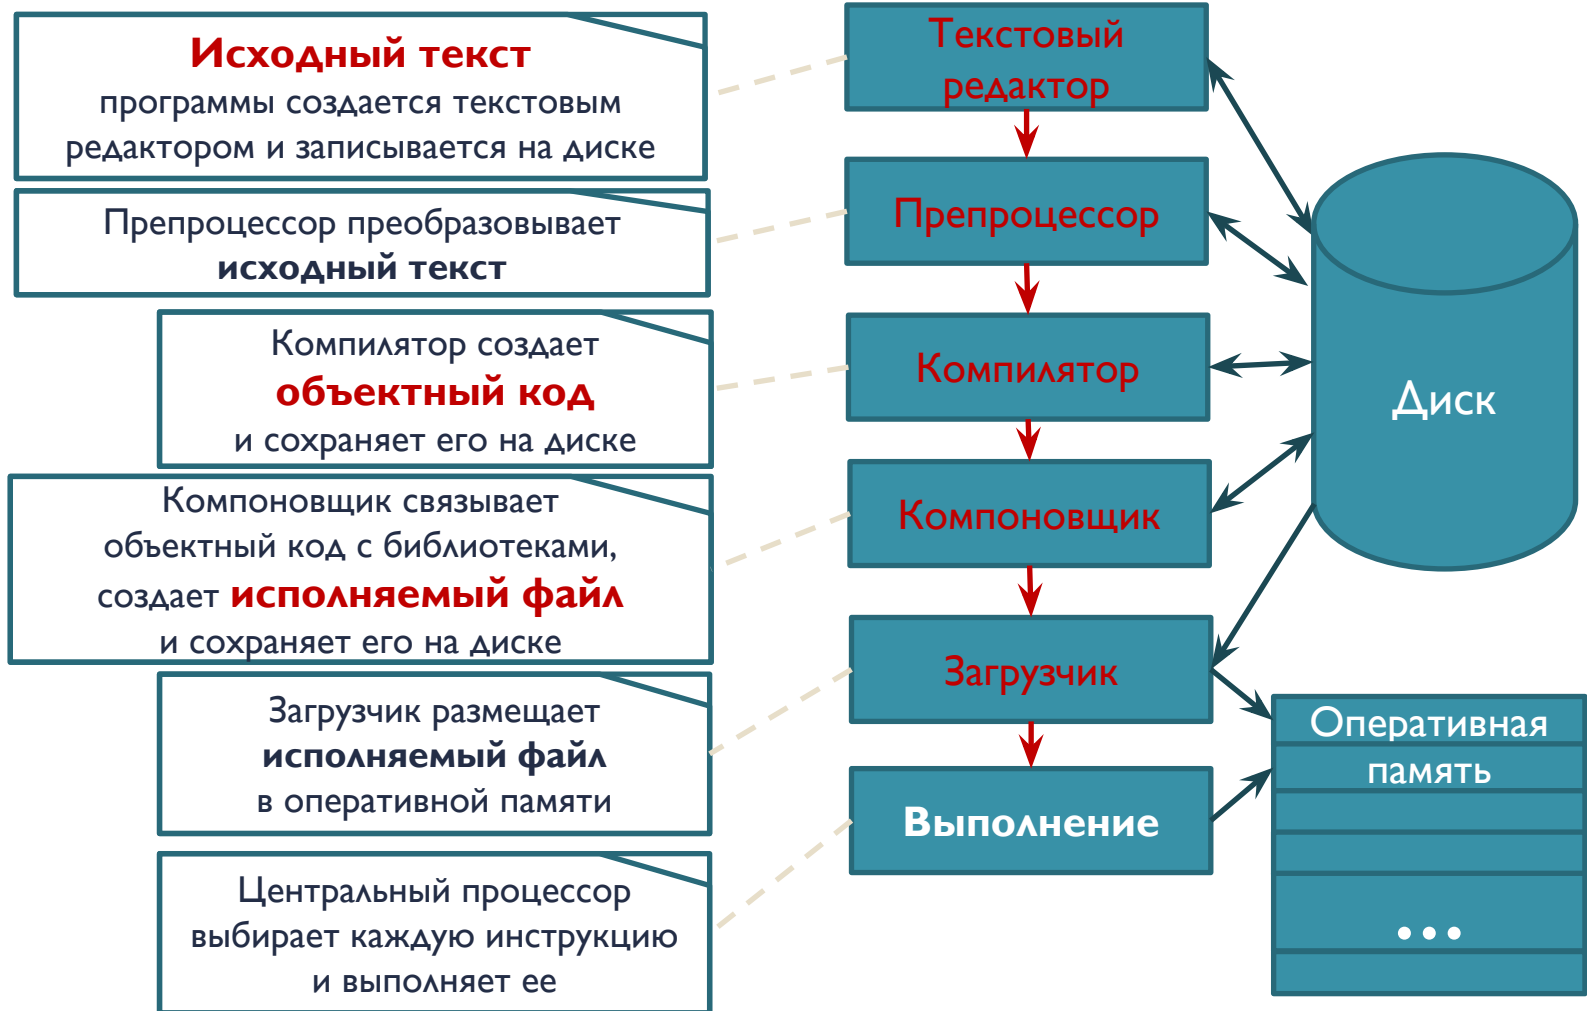 Исходный текст
программы создается текстовым
редактором и записывается на диске
Текстовый
редактор
Препроцессор преобразовывает
исходный текст
Препроцессор
Компилятор создает
объектный код
и сохраняет его на диске
Компилятор
Диск
Компоновщик связывает
объектный код с библиотеками,
создает исполняемый файл
и сохраняет его на диске
Компоновщик
Загрузчик размещает
исполняемый файл
в оперативной памяти
Загрузчик
Оперативная
память
Центральный процессор
выбирает каждую инструкцию
и выполняет ее
Выполнение
...